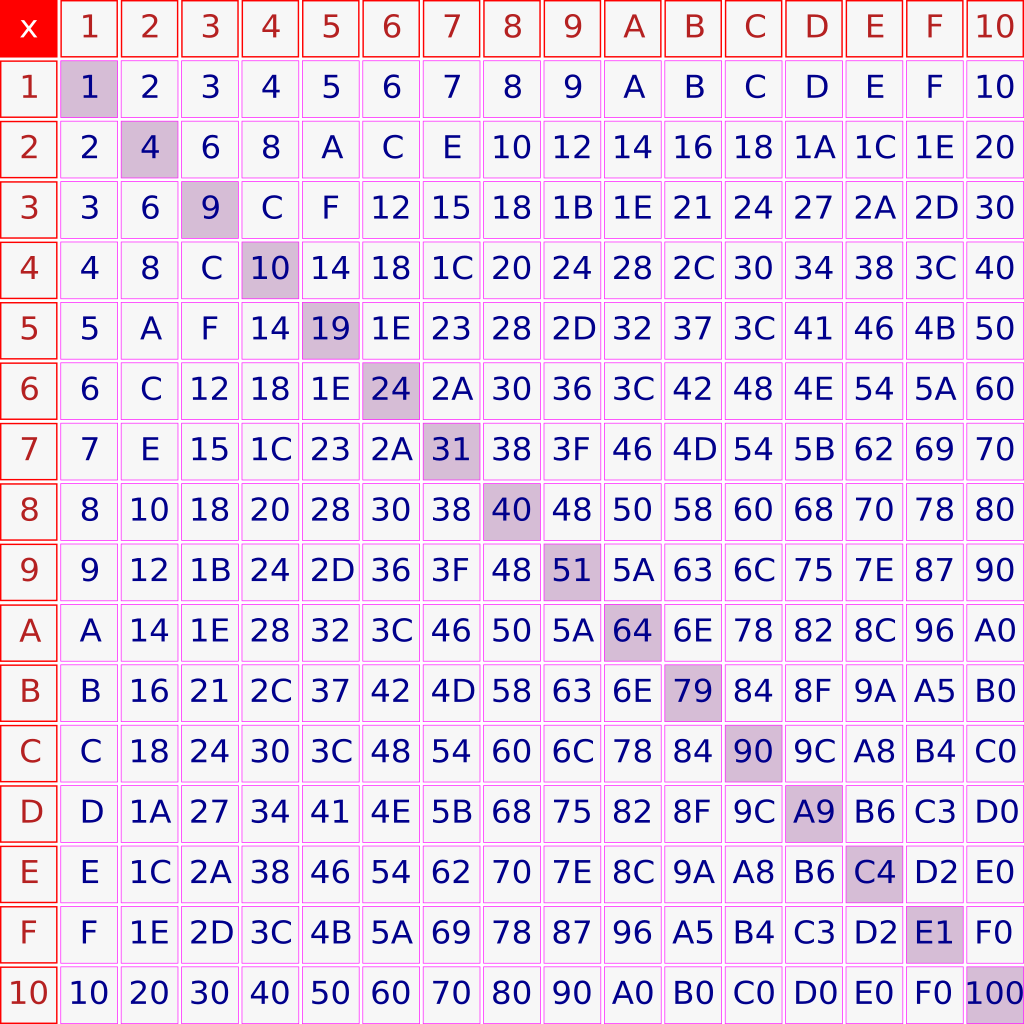 x 1 2 3 4 5 6 7 8 9 A B C D E F 10
1 1 2 3 4 5 6 7 8 9 A B C D E F 10
2 2 4 6 8 A C E 10 12 14 16 18 1A 1C 1E 20
3 3 6 9 C F 12 15 18 1B 1E 21 24 27 2A 2D 30
4 4 8 C 10 14 18 1C 20 24 28 2C 30 34 38 3C 40
5 5 A F 14 19 1E 23 28 2D 32 37 3C 41 46 4B 50
6 6 C 12 18 1E 24 2A 30 36 3C 42 48 4E 54 5A 60
7 7 E 15 1C 23 2A 31 38 3F 46 4D 54 5B 62 69 70
8 8 10 18 20 28 30 38 40 48 50 58 60 68 70 78 80
9 9 12 1B 24 2D 36 3F 48 51 5A 63 6C 75 7E 87 90
A A 14 1E 28 32 3C 46 50 5A 64 6E 78 82 8C 96 A0
B B 16 21 2C 37 42 4D 58 63 6E 79 84 8F 9A A5 B0
C C 18 24 30 3C 48 54 60 6C 78 84 90 9C A8 B4 C0
D D 1A 27 34 41 4E 5B 68 75 82 8F 9C A9 B6 C3 D0
E E 1C 2A 38 46 54 62 70 7E 8C 9A A8 B6 C4 D2 E0
F F 1E 2D 3C 4B 5A 69 78 87 96 A5 B4 C3 D2 E1 F0
10 10 20 30 40 50 60 70 80 90 A0 B0 C0 D0 E0 F0 100